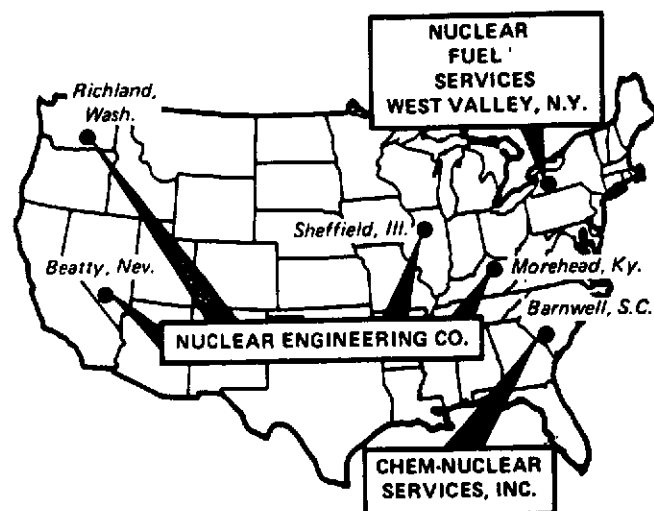 NUCLEAR
FUEL
SERVICES
WEST VALLEY, N.Y.
Richland,
Wash.
Sheffield, Ill.
Beatty, Nev.
Morehead, Ky.
Barnwell, S.C.
NUCLEAR ENGINEERING CO.
CHEM-NUCLEAR
SERVICES, INC.